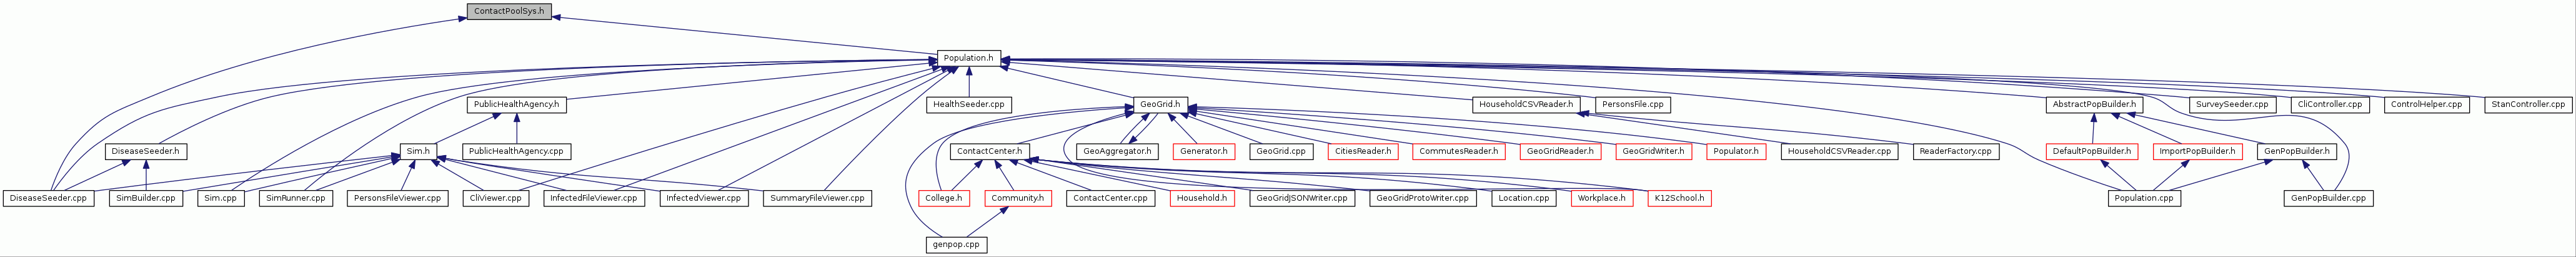 ContactPoolSys.h
Population.h
PublicHealthAgency.h
HealthSeeder.cpp
GeoGrid.h
HouseholdCSVReader.h
PersonsFile.cpp
AbstractPopBuilder.h
SurveySeeder.cpp
CliController.cpp
ControlHelper.cpp
StanController.cpp
DiseaseSeeder.h
Sim.h
PublicHealthAgency.cpp
ContactCenter.h
GeoAggregator.h
Generator.h
GeoGrid.cpp
CitiesReader.h
CommutesReader.h
GeoGridReader.h
GeoGridWriter.h
Populator.h
HouseholdCSVReader.cpp
ReaderFactory.cpp
DefaultPopBuilder.h
ImportPopBuilder.h
GenPopBuilder.h
DiseaseSeeder.cpp
SimBuilder.cpp
Sim.cpp
SimRunner.cpp
PersonsFileViewer.cpp
CliViewer.cpp
InfectedFileViewer.cpp
InfectedViewer.cpp
SummaryFileViewer.cpp
College.h
Community.h
ContactCenter.cpp
Household.h
GeoGridJSONWriter.cpp
GeoGridProtoWriter.cpp
Location.cpp
Workplace.h
K12School.h
Population.cpp
GenPopBuilder.cpp
genpop.cpp